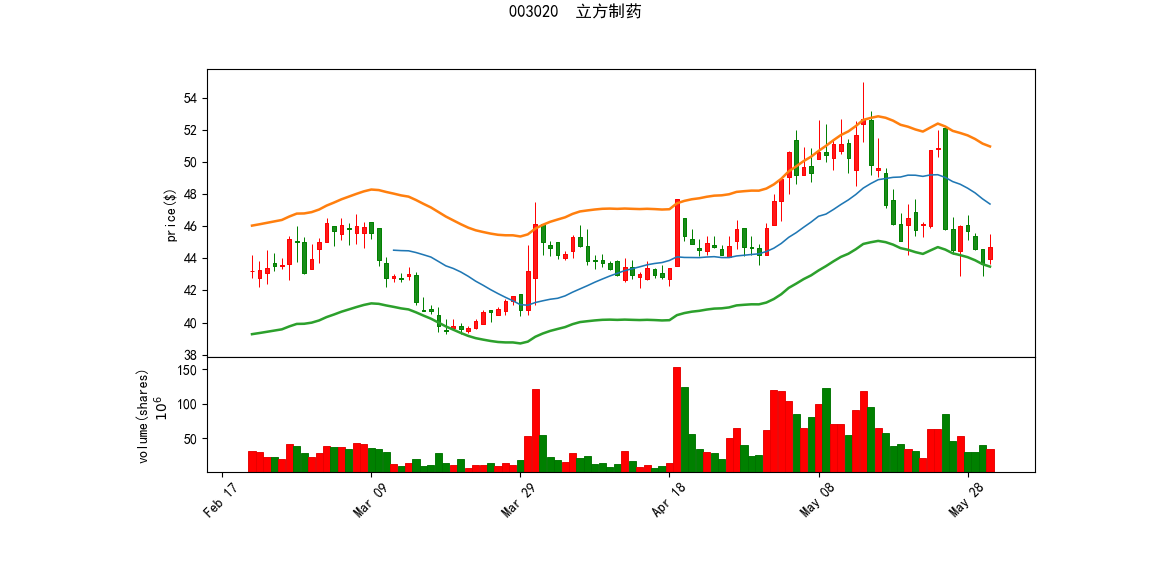 003020 立方制药
price($)
54
52
50
48
46
44
42
40
38
volume(shares)
10^6
150
100
50
Feb 17
Mar 09
Mar 29
Apr 18
May 08
May 28